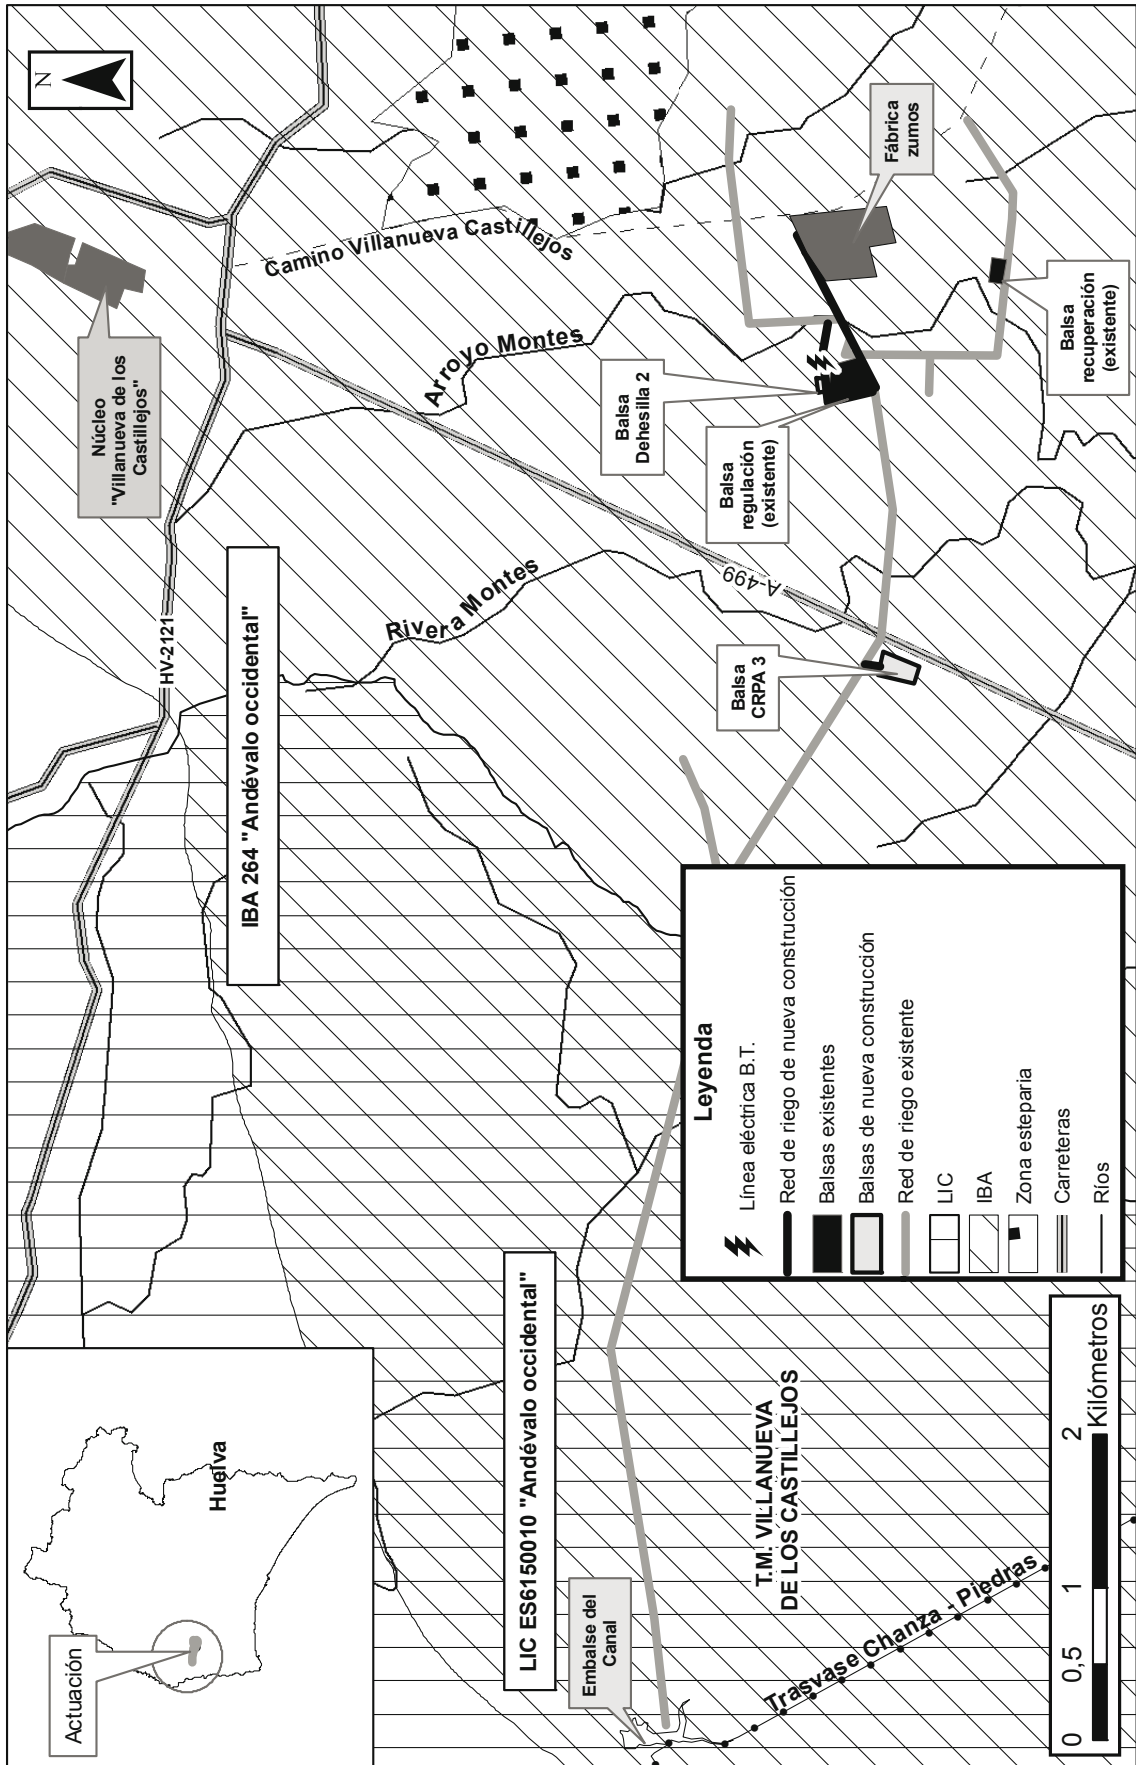 N
Actuación
Huelva
HV-2121
Núcleo
"Villanueva de los
Castillejos"
IBA 264 "Andévalo occidental"
Camino Villanueva Castillejos
Arroyo Montes
Rivera Montes
LIC ES6150010 "Andévalo occidental"
Embalse del
Canal
Balsa
Dehesilla 2
Balsa
regulación
(existente)
Fábrica
zumos
Balsa
recuperación
(existente)
A-499
Balsa
CRPA 3
T.M. VILLANUEVA
DE LOS CASTILLEJOS
Trasvase Chanza - Piedras
Leyenda
Línea eléctrica B.T.
Red de riego de nueva construcción
Balsas existentes
Balsas de nueva construcción
Red de riego existente
LIC
IBA
Zona esteparia
Carreteras
Ríos
0 0,5 1 2
Kilómetros